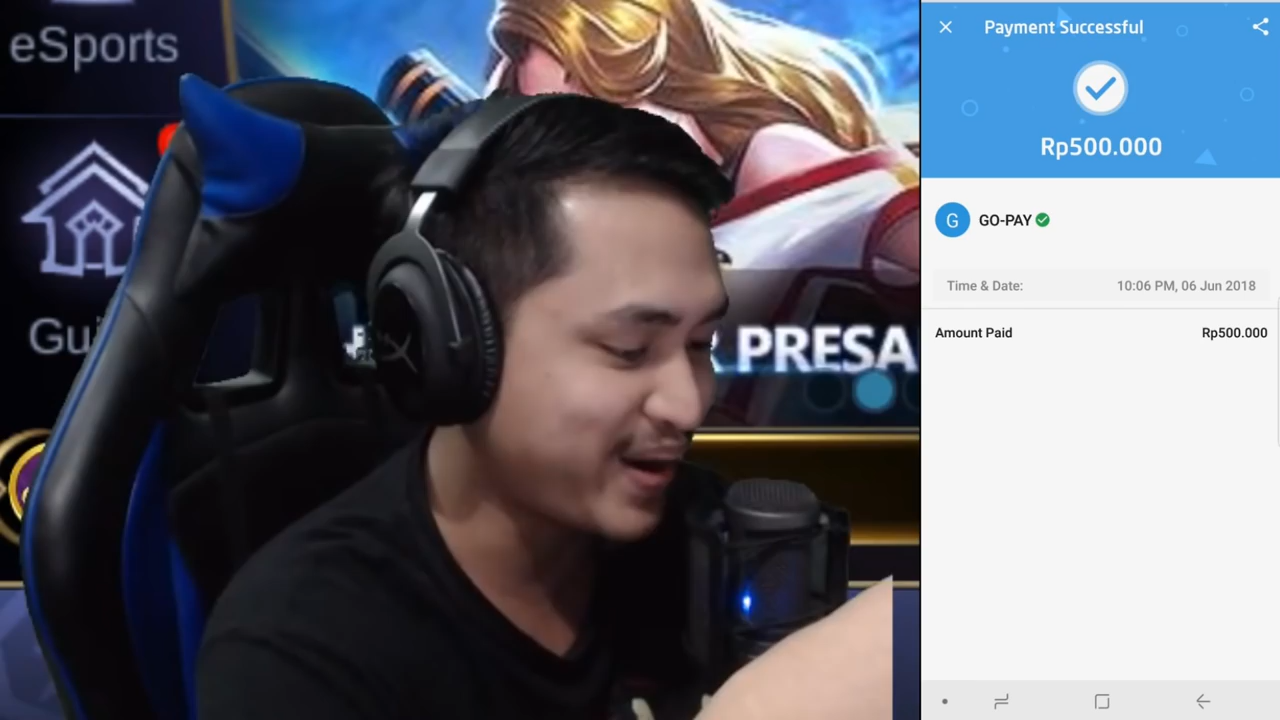 eSports
Gui
R PRESA
Payment Successful
Rp500.000
G
GO-PAY
Time & Date:
10:06 PM, 06 Jun 2018
Amount Paid
Rp500.000